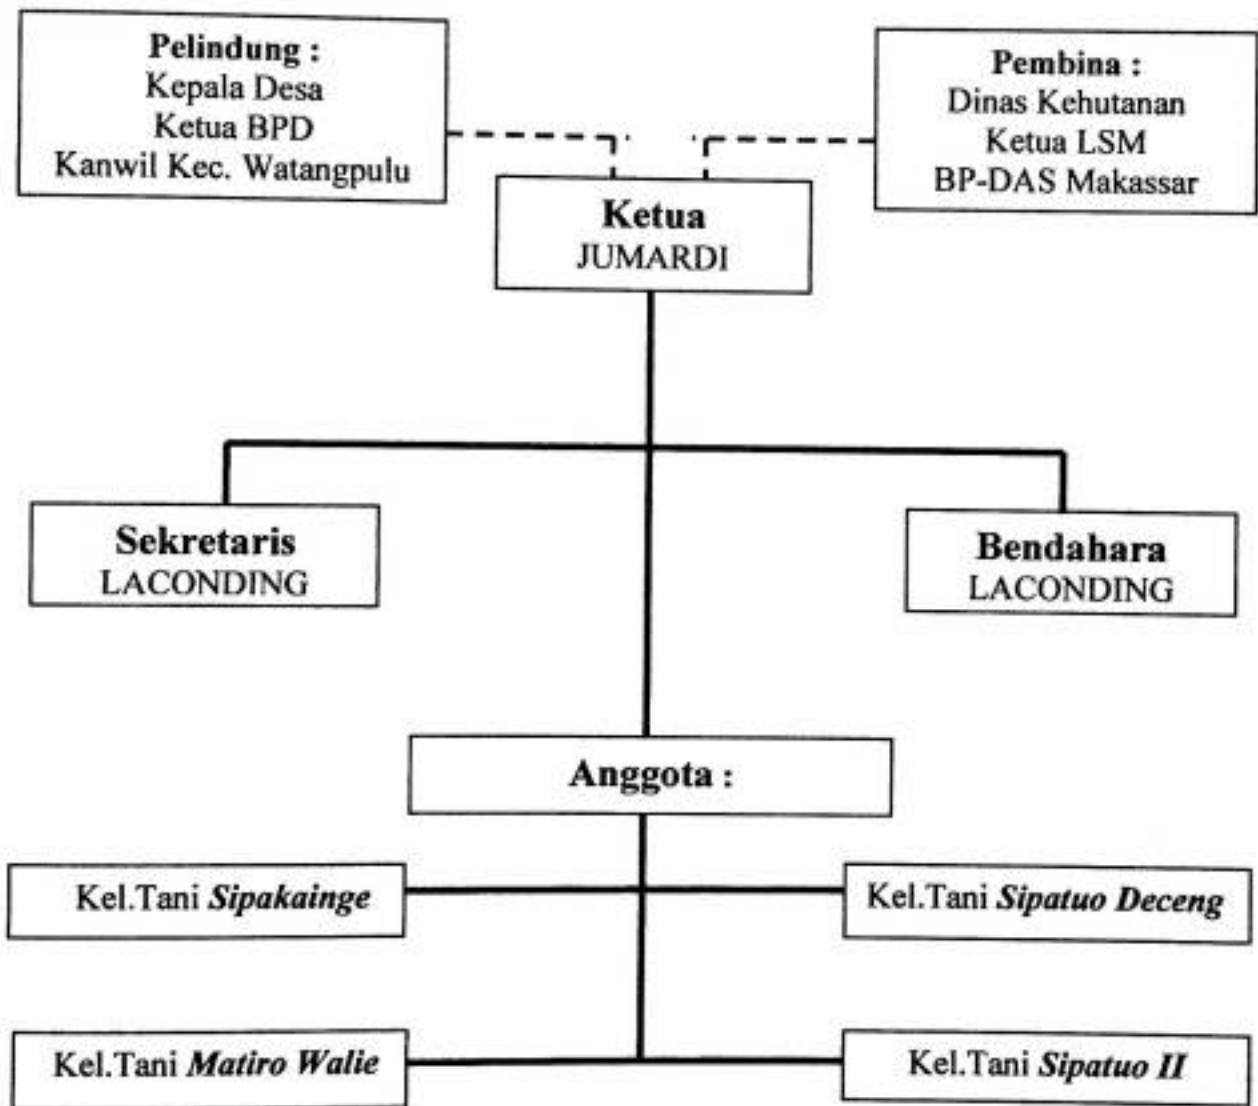 Pelindung :
Kepala Desa
Ketua BPD
Kanwil Kec. Watangpulu
Pembina :
Dinas Kehutanan
Ketua LSM
BP-DAS Makassar
Ketua
JUMARDI
Sekretaris
LACONDING
Bendahara
LACONDING
Anggota :
Kel.Tani Sipakainge
Kel.Tani Sipatuo Deceng
Kel.Tani Matiro Walie
Kel.Tani Sipatuo II